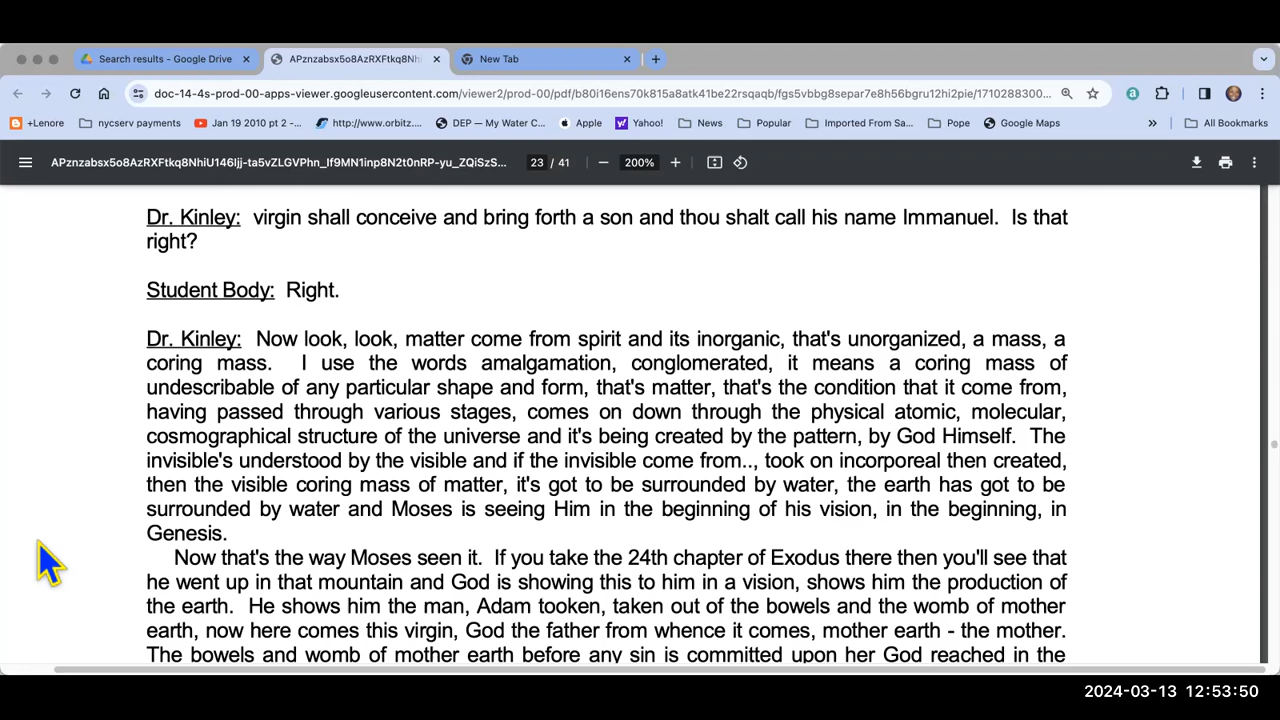 Search results - Google Drive
APznzabsx5o8AzRXFtkq8Nh
New Tab
doc-14-4s-prod-00-apps-viewer.googleusercontent.com/viewer2/prod-00/pdf/b80i16ens70k815a8atk41be22rsqaqb/fgs5vbbg8separ7e8h56bgru12hi2pie/1710288300...
+Lenore
nycserv payments
Jan 19 2010 pt 2 -...
http://www.orbitz....
DEP — My Water C...
Apple
Yahoo!
News
Popular
Imported From Sa...
Pope
Google Maps
All Bookmarks
23 / 41
200%
Dr. Kinley: virgin shall conceive and bring forth a son and thou shalt call his name Immanuel. Is that
right?
Student Body: Right.
Dr. Kinley: Now look, look, matter come from spirit and its inorganic, that's unorganized, a mass, a
coring mass. I use the words amalgamation, conglomerated, it means a coring mass of
undescribable of any particular shape and form, that's matter, that's the condition that it come from,
having passed through various stages, comes on down through the physical atomic, molecular,
cosmographical structure of the universe and it's being created by the pattern, by God Himself. The
invisible's understood by the visible and if the invisible come from.., took on incorporeal then created,
then the visible coring mass of matter, it's got to be surrounded by water, the earth has got to be
surrounded by water and Moses is seeing Him in the beginning of his vision, in the beginning, in
Genesis.
Now that's the way Moses seen it. If you take the 24th chapter of Exodus there then you'll see that
he went up in that mountain and God is showing this to him in a vision, shows him the production of
the earth. He shows him the man, Adam tooken, taken out of the bowels and the womb of mother
earth, now here comes this virgin, God the father from whence it comes, mother earth - the mother.
The bowels and womb of mother earth before any sin is committed upon her God reached in the
2024-03-13 12:53:50